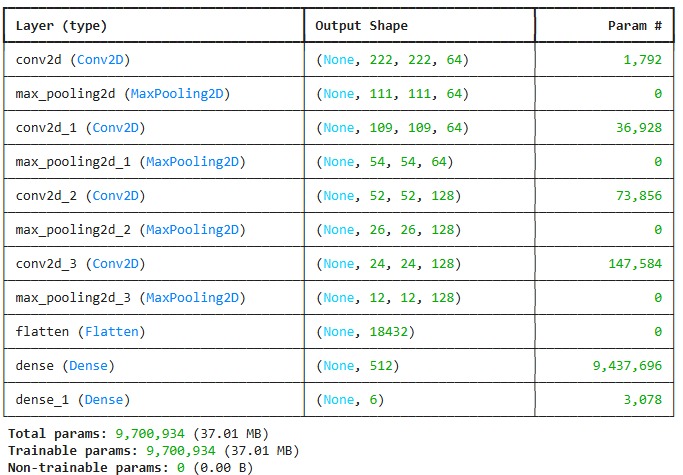 Layer (type) Output Shape Param #
conv2d (Conv2D) (None, 222, 222, 64) 1,792
max_pooling2d (MaxPooling2D) (None, 111, 111, 64) 0
conv2d_1 (Conv2D) (None, 109, 109, 64) 36,928
max_pooling2d_1 (MaxPooling2D) (None, 54, 54, 64) 0
conv2d_2 (Conv2D) (None, 52, 52, 128) 73,856
max_pooling2d_2 (MaxPooling2D) (None, 26, 26, 128) 0
conv2d_3 (Conv2D) (None, 24, 24, 128) 147,584
max_pooling2d_3 (MaxPooling2D) (None, 12, 12, 128) 0
flatten (Flatten) (None, 18432) 0
dense (Dense) (None, 512) 9,437,696
dense_1 (Dense) (None, 6) 3,078
Total params: 9,700,934 (37.01 MB)
Trainable params: 9,700,934 (37.01 MB)
Non-trainable params: 0 (0.00 B)